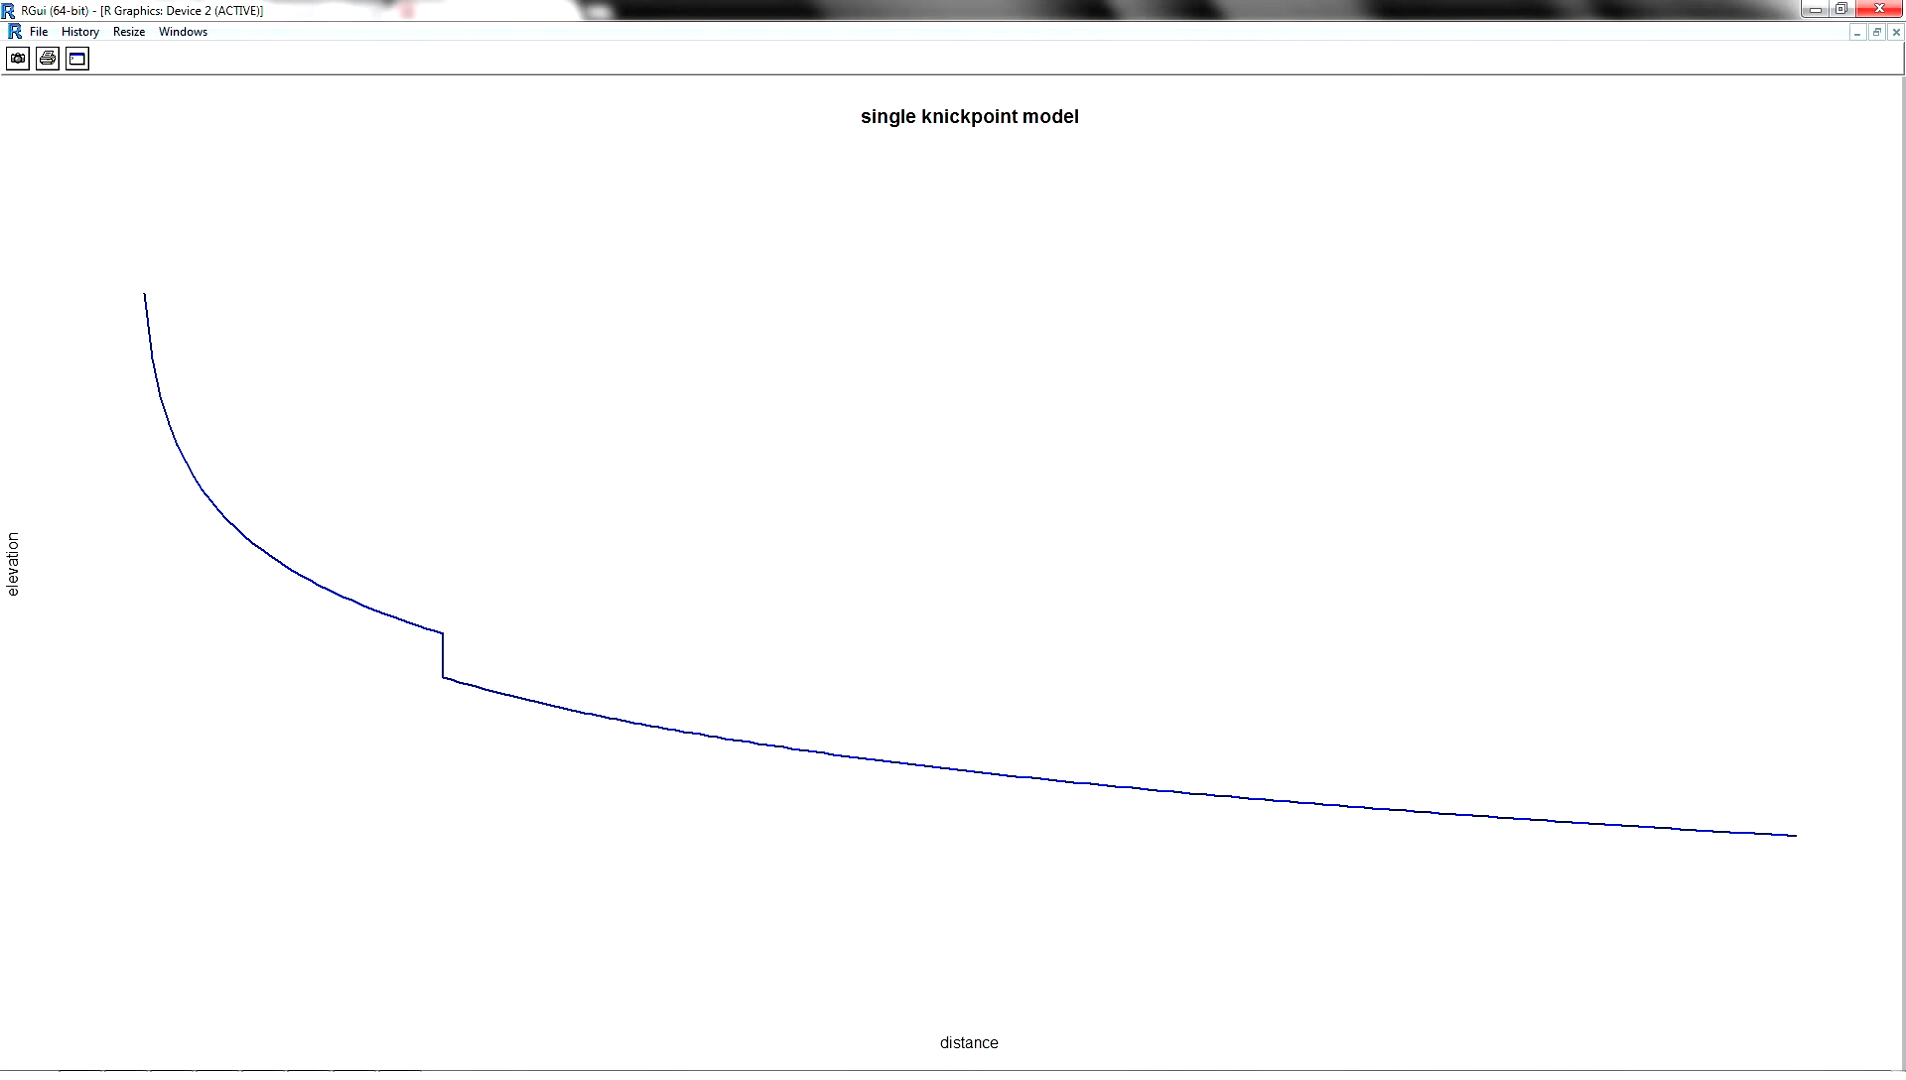 RGui (64-bit) - [R Graphics: Device 2 (ACTIVE)]
File History Resize Windows
single knickpoint model
elevation
distance